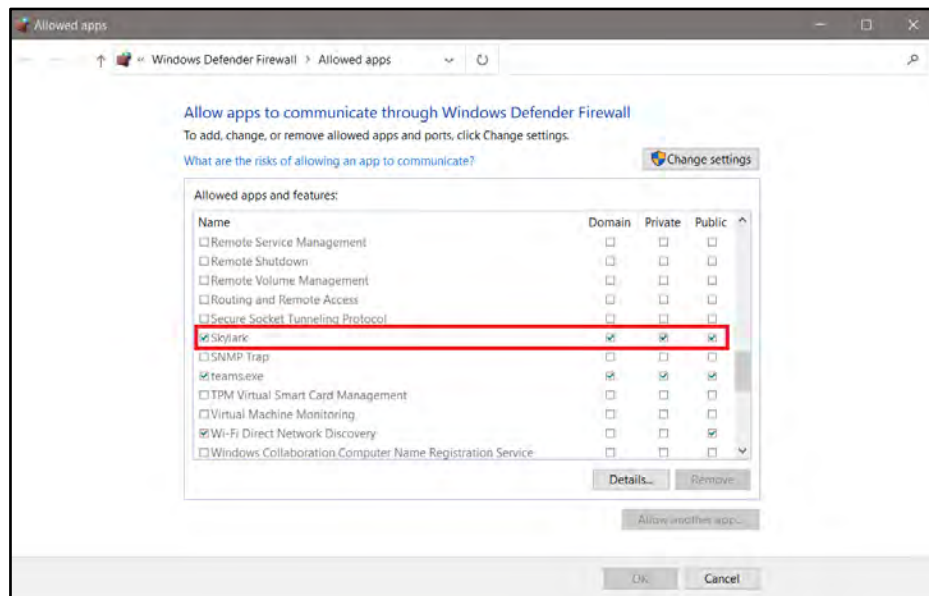 Allowed apps
« Windows Defender Firewall > Allowed apps
Allow apps to communicate through Windows Defender Firewall
To add, change, or remove allowed apps and ports, click Change settings.
What are the risks of allowing an app to communicate?
Change settings
Allowed apps and features:
Name Domain Private Public
Remote Service Management
Remote Shutdown
Remote Volume Management
Routing and Remote Access
Secure Socket Tunneling Protocol
Skylark
SNMP Trap
teams.exe
TPM Virtual Smart Card Management
Virtual Machine Monitoring
Wi-Fi Direct Network Discovery
Windows Collaboration Computer Name Registration Service
Details... Remove
Allow another app...
OK Cancel